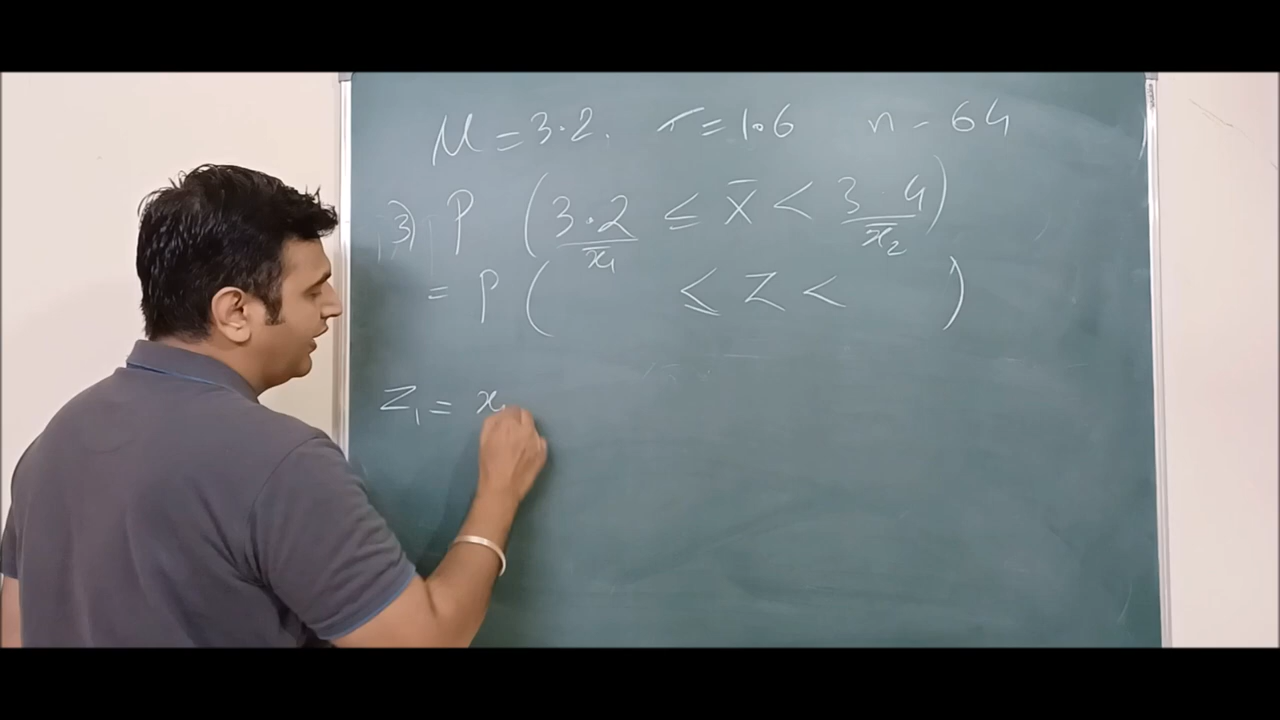 μ = 3.2. σ = 1.6 n - 64
3) P (3.2 ≤ X̄ < 3.4)
x̄₁ x̄₂
= P ( ≤ Z < )
Z₁ = x